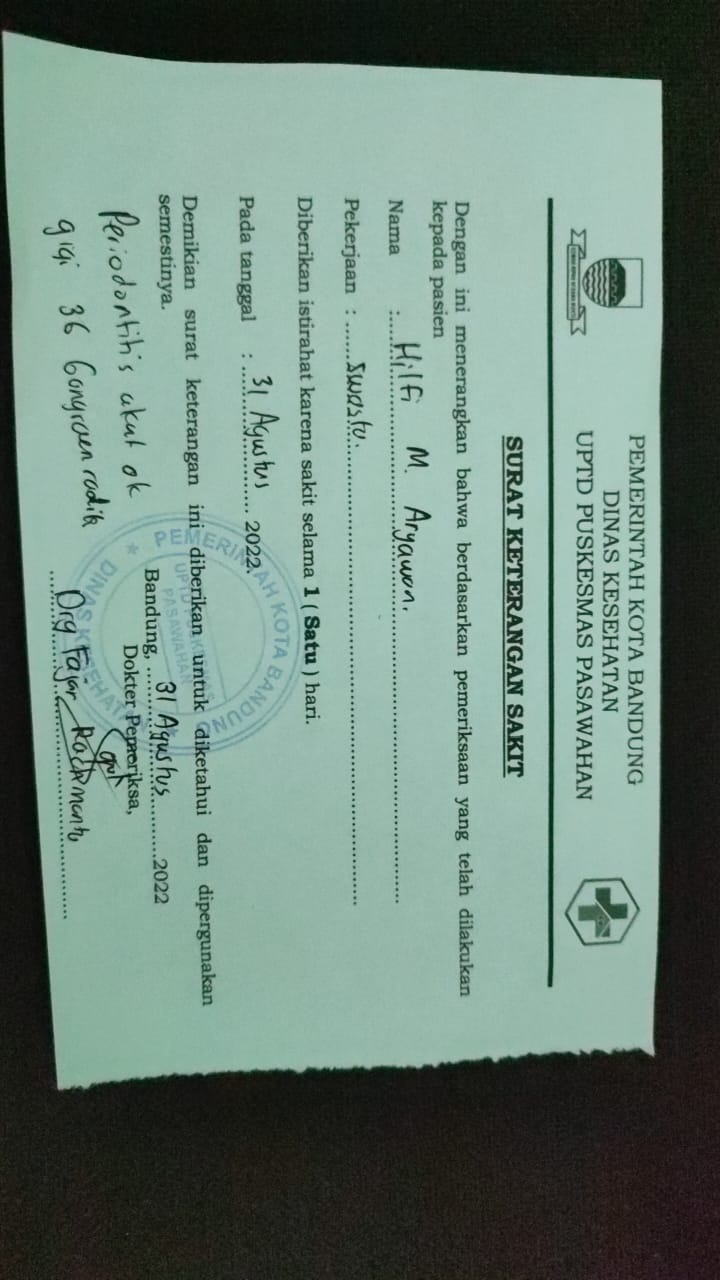 PEMERINTAH KOTA BANDUNG
DINAS KESEHATAN
UPTD PUSKESMAS PASAWAHAN
SURAT KETERANGAN SAKIT
Dengan ini menerangkan bahwa berdasarkan pemeriksaan yang telah dilakukan
kepada pasien
Nama : Hilfi M. Aryawan.
Pekerjaan : Swasta.
Diberikan istirahat karena sakit selama 1 ( Satu ) hari.
Pada tanggal : 31 Agustus 2022.
Demikian surat keterangan ini diberikan untuk diketahui dan dipergunakan
semestinya.
Bandung, 31 Agustus 2022
Dokter Pemeriksa,
Periodontitis akut ok
gigi 36 Gangraen radik
Drg Fajar Rachmanto
PEMERINTAH KOTA BANDUNG
UPTD PUSKESMAS
PASAWAHAN
DINAS KESEHATAN